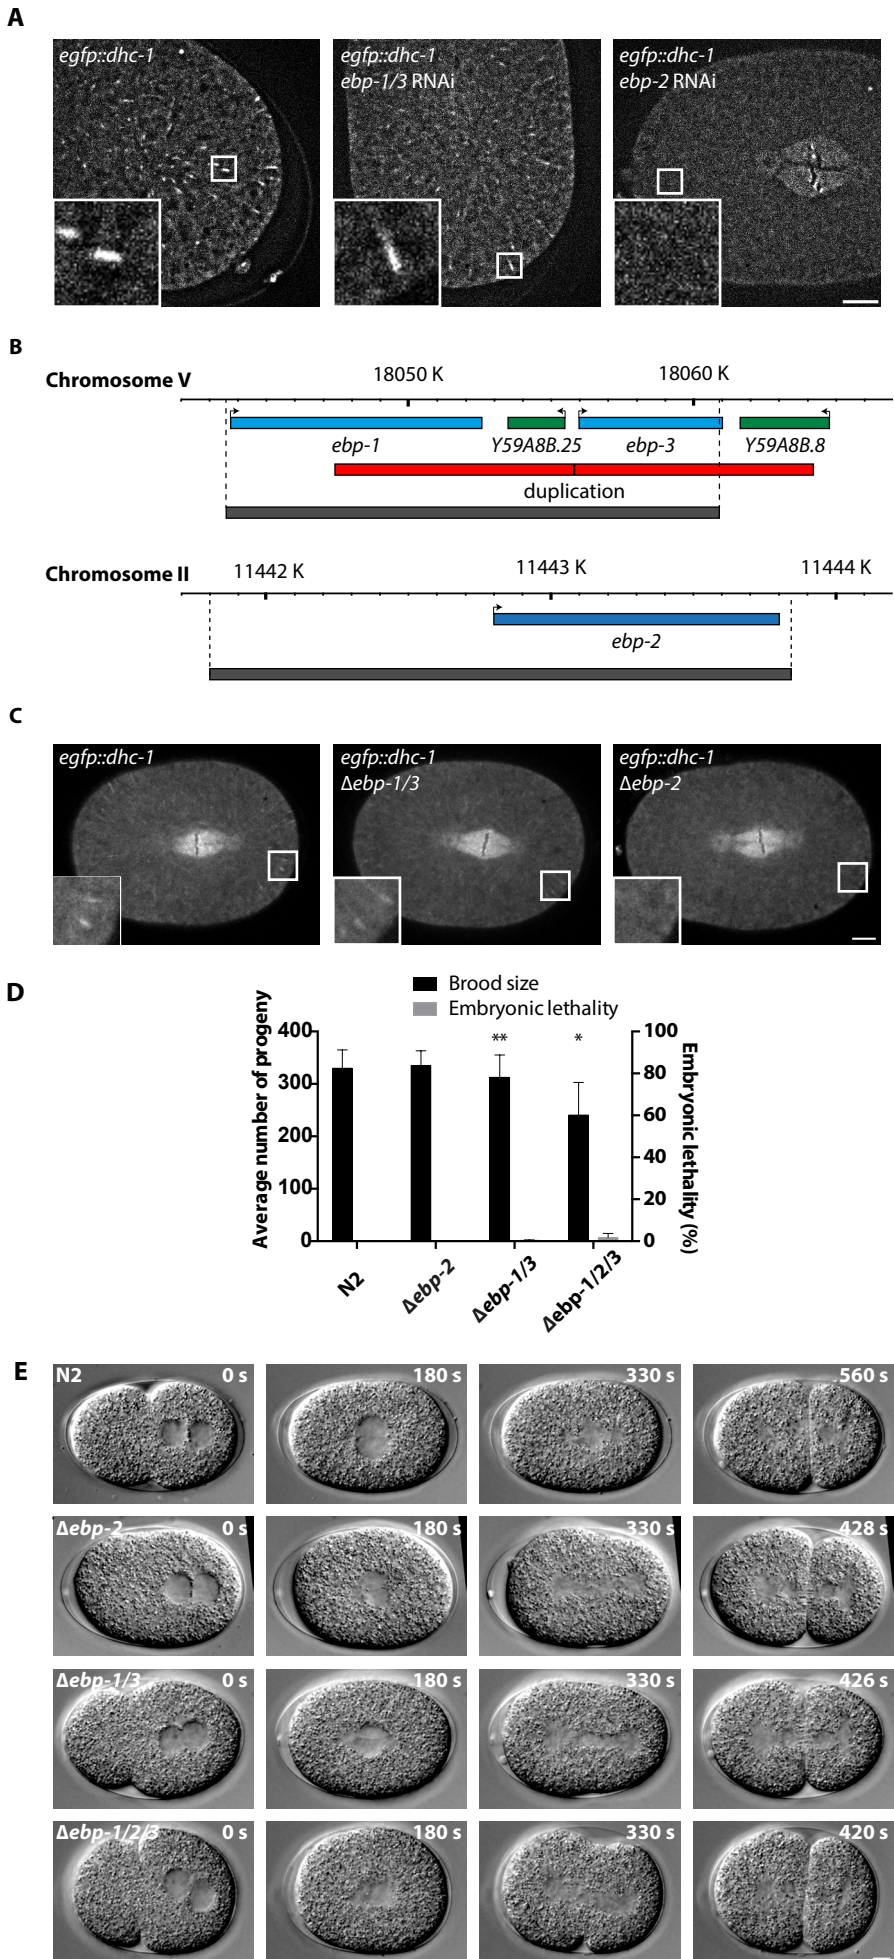 A
egfp::dhc-1
egfp::dhc-1
ebp-1/3 RNAi
egfp::dhc-1
ebp-2 RNAi
B
Chromosome V
18050 K
18060 K
ebp-1
Y59A8B.25
ebp-3
Y59A8B.8
duplication
Chromosome II
11442 K
11443 K
11444 K
ebp-2
C
egfp::dhc-1
egfp::dhc-1
Δebp-1/3
egfp::dhc-1
Δebp-2
D
Brood size
Embryonic lethality
Average number of progeny
400
300
200
100
0
**
*
100
80
60
40
20
0
Embryonic lethality (%)
N2
Δebp-2
Δebp-1/3
Δebp-1/2/3
E
N2 0 s
180 s
330 s
560 s
Δebp-2 0 s
180 s
330 s
428 s
Δebp-1/3 0 s
180 s
330 s
426 s
Δebp-1/2/3 0 s
180 s
330 s
420 s